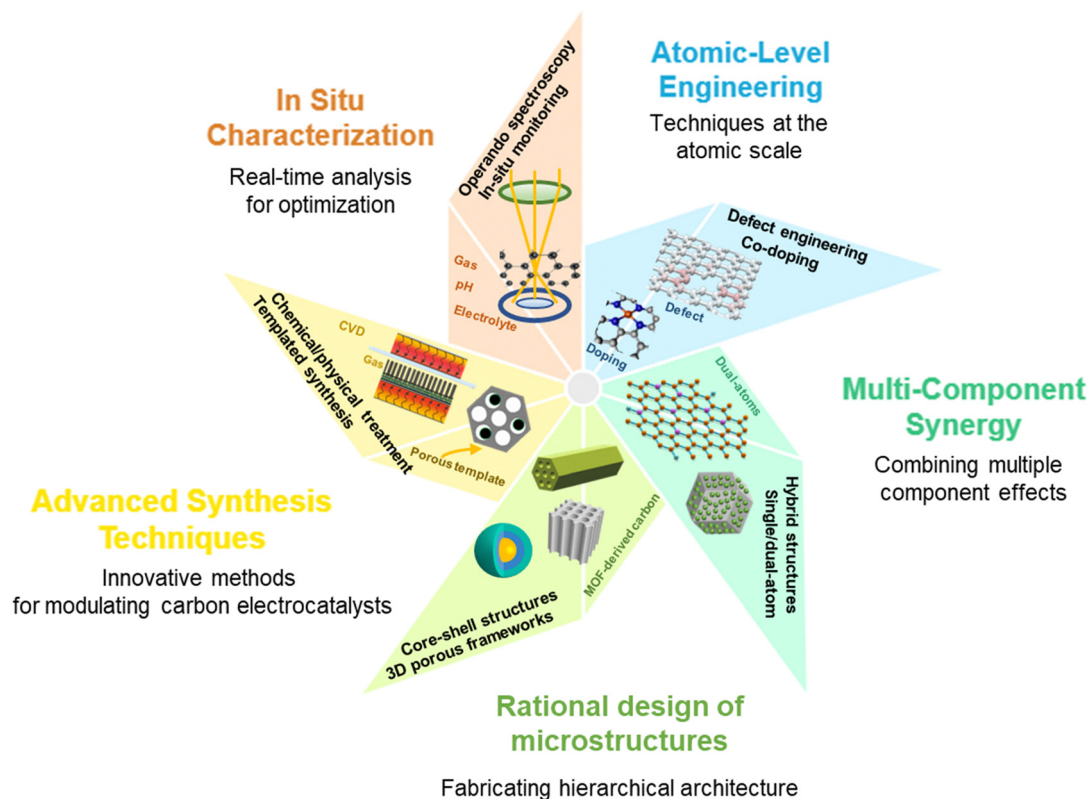 In Situ
Characterization
Real-time analysis
for optimization
Operando spectroscopy
In-situ monitoring
Gas
pH
Electrolyte
Atomic-Level
Engineering
Techniques at the
atomic scale
Defect engineering
Co-doping
Defect
Doping
Multi-Component
Synergy
Combining multiple
component effects
Dual-atoms
Hybrid structures
Single/dual-atom
Rational design of
microstructures
Fabricating hierarchical architecture
MOF-derived carbon
Core-shell structures
3D porous frameworks
Advanced Synthesis
Techniques
Innovative methods
for modulating carbon electrocatalysts
Chemical/physical treatment
Templated synthesis
CVD
Gas
Porous template